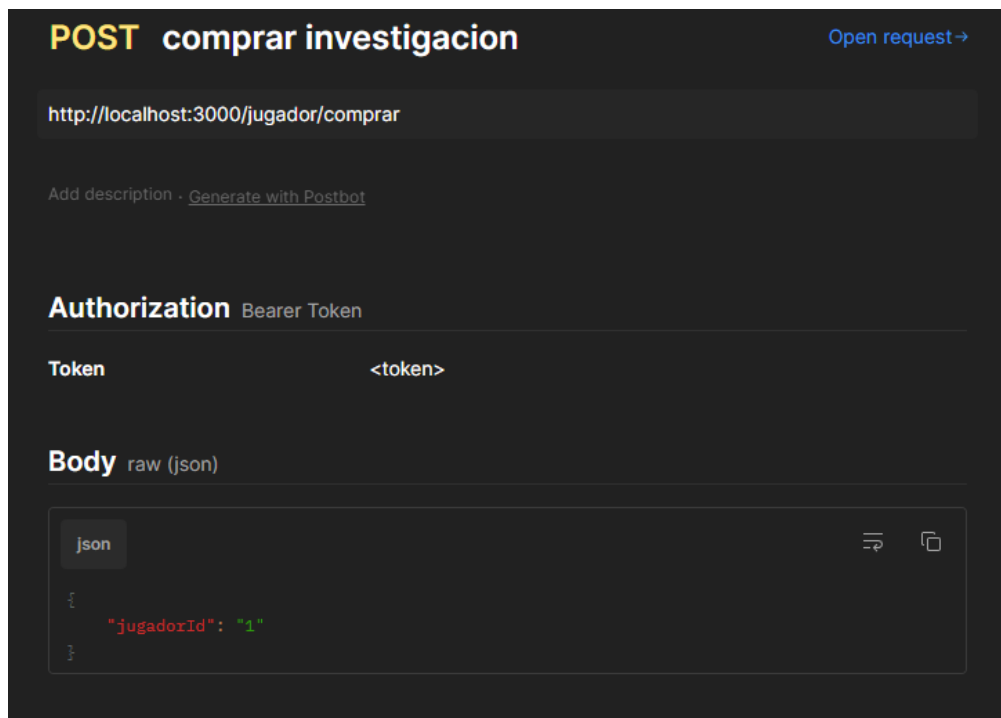 POST comprar investigacion Open request→
http://localhost:3000/jugador/comprar
Add description · Generate with Postbot
Authorization Bearer Token
Token <token>
Body raw (json)
json
{
"jugadorId": "1"
}